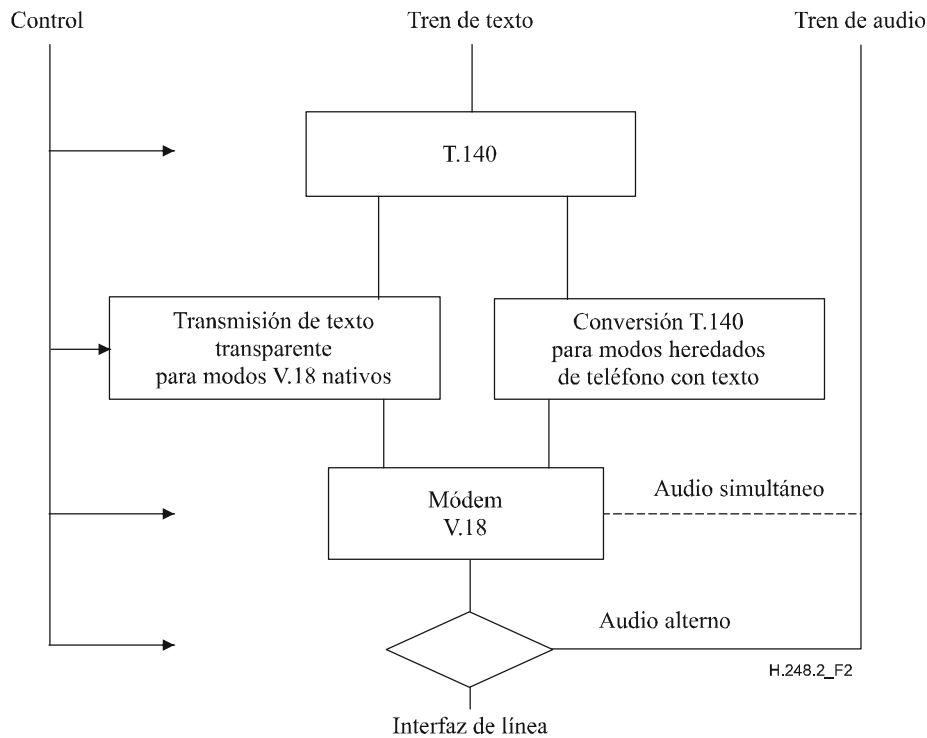 Control
Tren de texto
Tren de audio
T.140
Transmisión de texto
transparente
para modos V.18 nativos
Conversión T.140
para modos heredados
de teléfono con texto
Módem
V.18
Audio simultáneo
Audio alterno
H.248.2_F2
Interfaz de línea